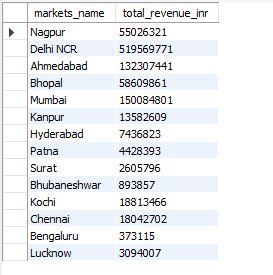 markets_name total_revenue_inr
Nagpur 55026321
Delhi NCR 519569771
Ahmedabad 132307441
Bhopal 58609861
Mumbai 150084801
Kanpur 13582609
Hyderabad 7436823
Patna 4428393
Surat 2605796
Bhubaneshwar 893857
Kochi 18813466
Chennai 18042702
Bengaluru 373115
Lucknow 3094007